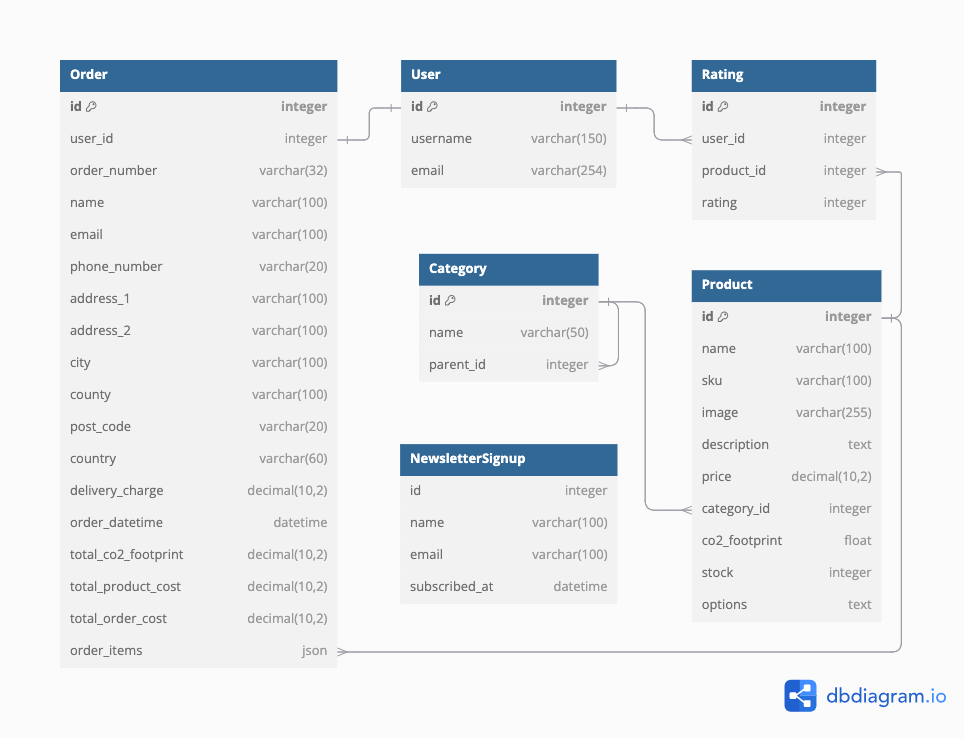 Order
id integer
user_id integer
order_number varchar(32)
name varchar(100)
email varchar(100)
phone_number varchar(20)
address_1 varchar(100)
address_2 varchar(100)
city varchar(100)
county varchar(100)
post_code varchar(20)
country varchar(60)
delivery_charge decimal(10,2)
order_datetime datetime
total_co2_footprint decimal(10,2)
total_product_cost decimal(10,2)
total_order_cost decimal(10,2)
order_items json
User
id integer
username varchar(150)
email varchar(254)
Rating
id integer
user_id integer
product_id integer
rating integer
Category
id integer
name varchar(50)
parent_id integer
Product
id integer
name varchar(100)
sku varchar(100)
image varchar(255)
description text
price decimal(10,2)
category_id integer
co2_footprint float
stock integer
options text
NewsletterSignup
id integer
name varchar(100)
email varchar(100)
subscribed_at datetime
dbdiagram.io